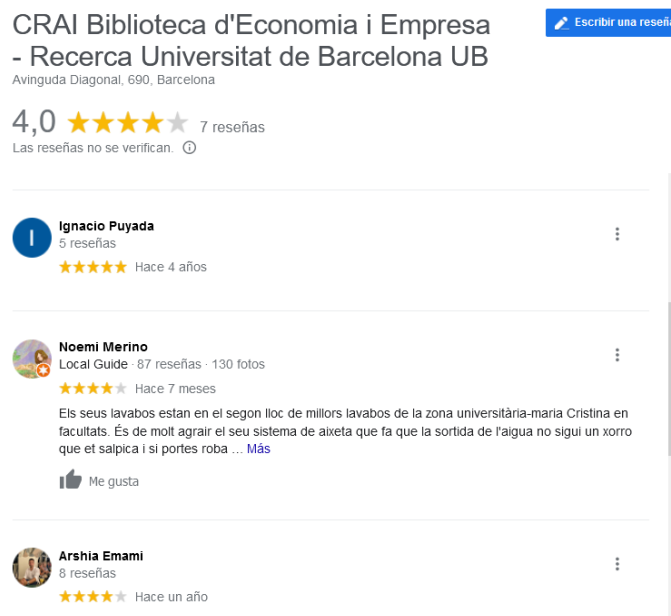 CRAI Biblioteca d'Economia i Empresa
- Recerca Universitat de Barcelona UB
Escribir una reseña
Avinguda Diagonal, 690, Barcelona
4,0 7 reseñas
Las reseñas no se verifican.
I
Ignacio Puyada
5 reseñas
Hace 4 años
Noemi Merino
Local Guide · 87 reseñas · 130 fotos
Hace 7 meses
Els seus lavabos estan en el segon lloc de millors lavabos de la zona universitària-maria Cristina en
facultats. És de molt agrair el seu sistema de aixeta que fa que la sortida de l'aigua no sigui un xorro
que et salpica i si portes roba ... Más
Me gusta
Arshia Emami
8 reseñas
Hace un año